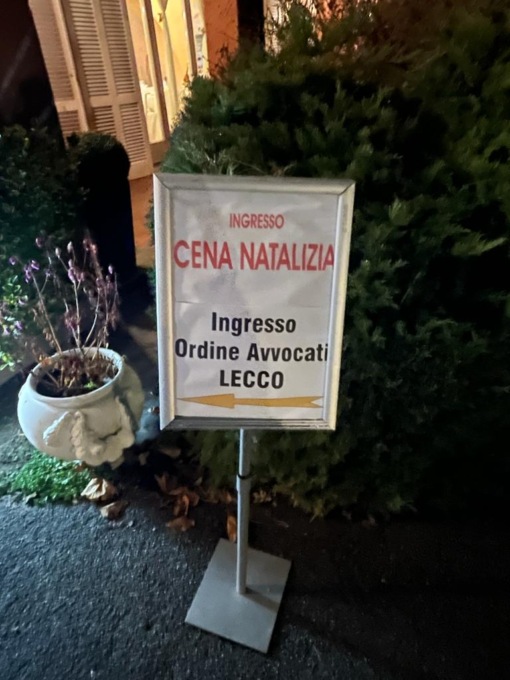 INGRESSO
CENA NATALIZIA
Ingresso
Ordine Avvocati
LECCO